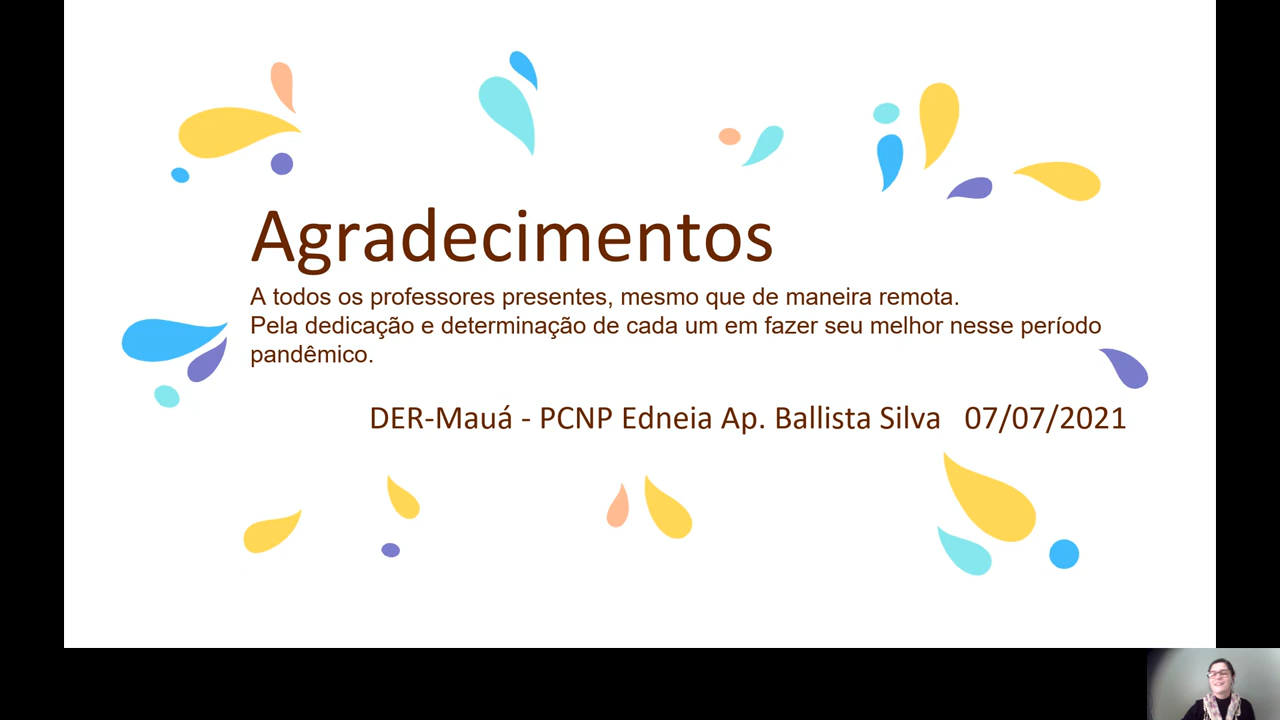 Agradecimentos
A todos os professores presentes, mesmo que de maneira remota.
Pela dedicação e determinação de cada um em fazer seu melhor nesse período
pandêmico.
DER-Mauá - PCNP Edneia Ap. Ballista Silva 07/07/2021